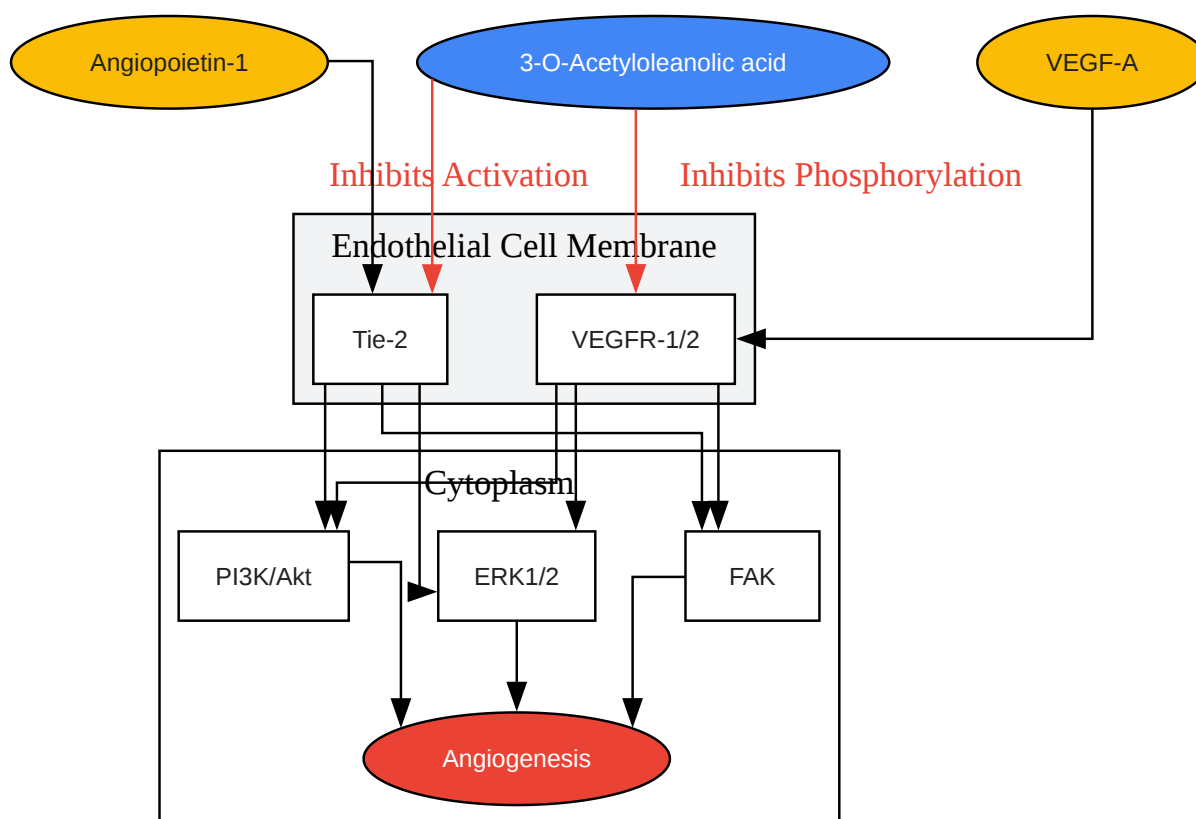 Angiopoietin-1
3-O-Acetyloleanolic acid
VEGF-A
Inhibits Activation
Inhibits Phosphorylation
Endothelial Cell Membrane
Tie-2
VEGFR-1/2
Cytoplasm
PI3K/Akt
ERK1/2
FAK
Angiogenesis